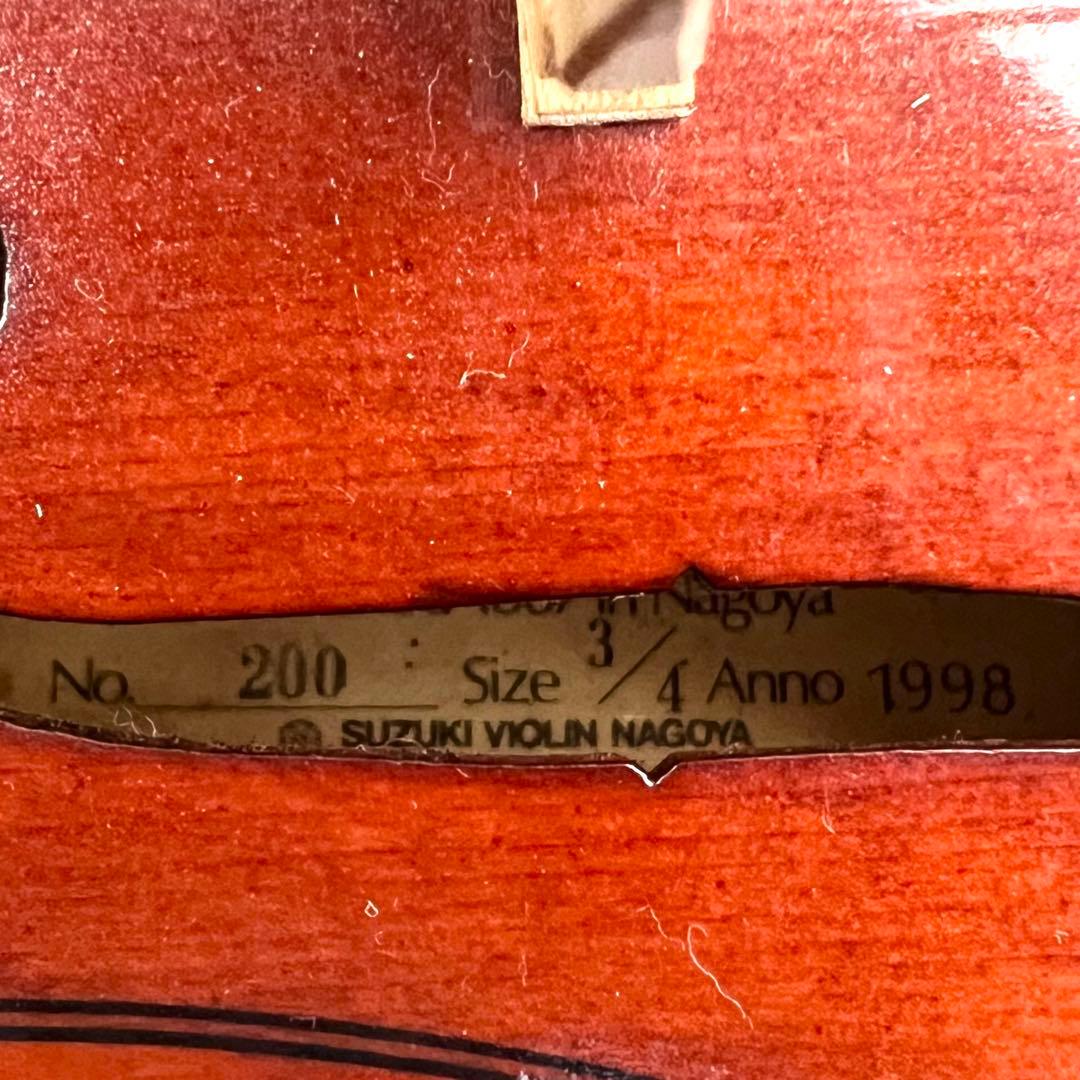 in Nagoya
No. 200 : Size 3/4 Anno 1998
SUZUKI VIOLIN NAGOYA